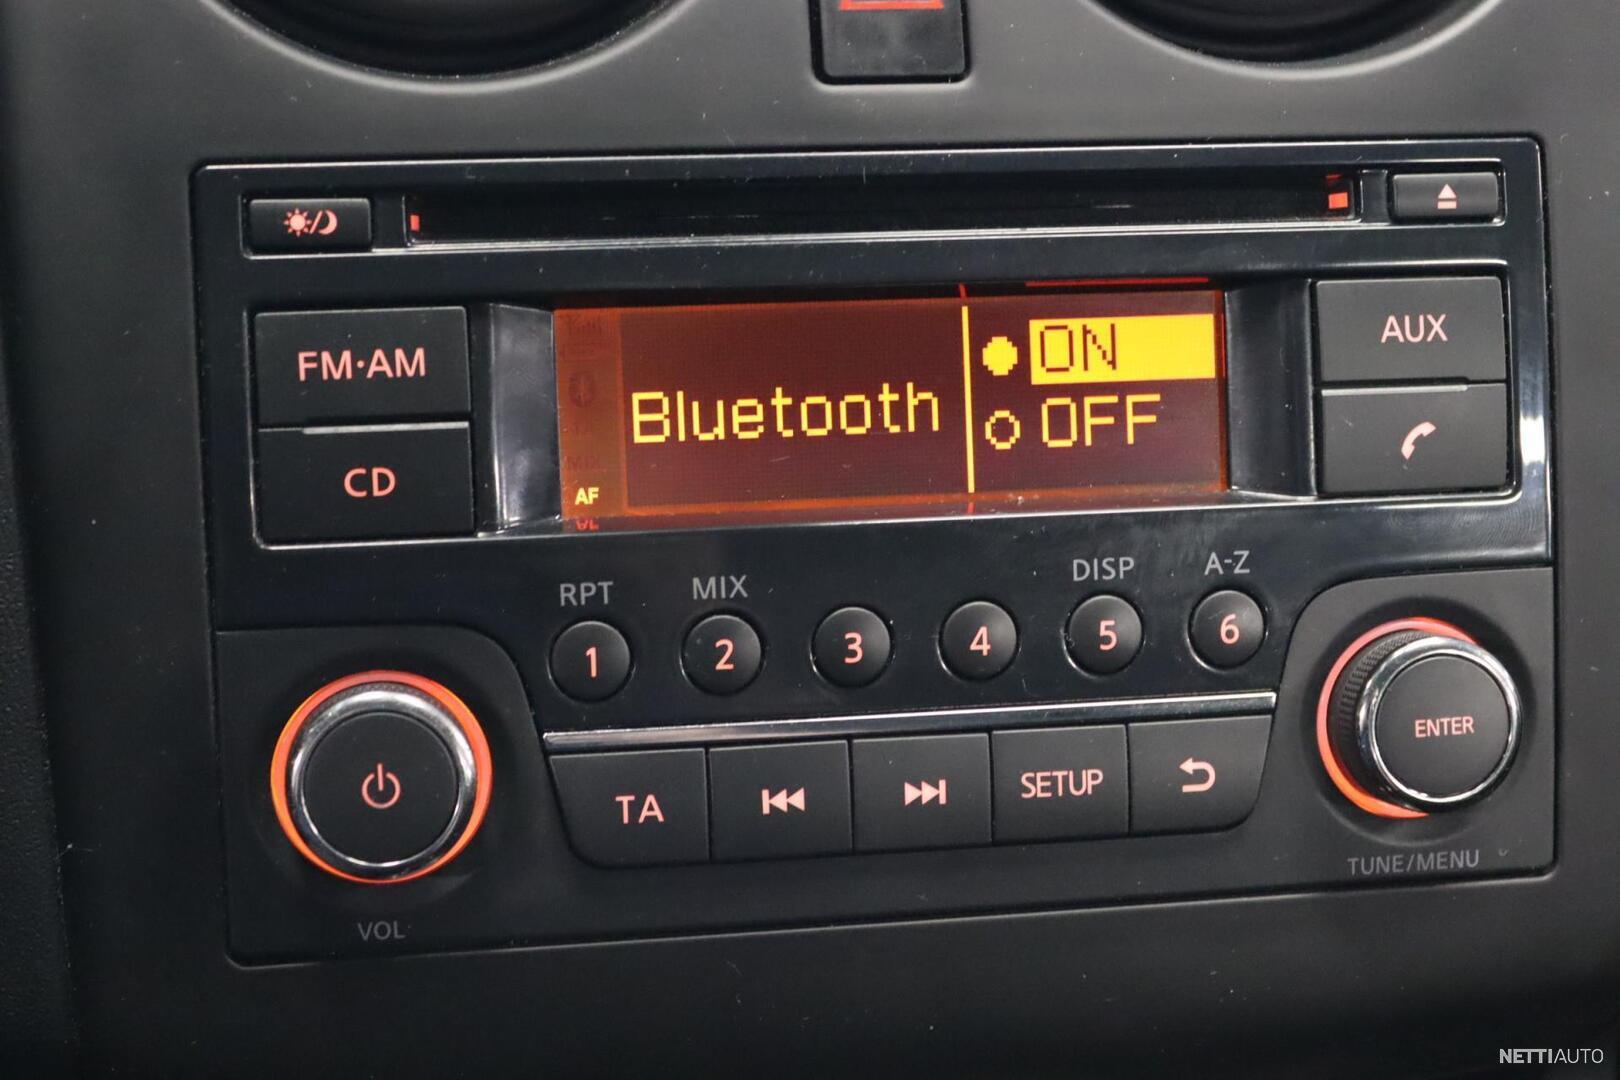 FM·AM
CD
Bluetooth
ON
OFF
AF
AUX
RPT
MIX
DISP
A-Z
1
2
3
4
5
6
TA
SETUP
ENTER
VOL
TUNE/MENU
NETTIAUTO